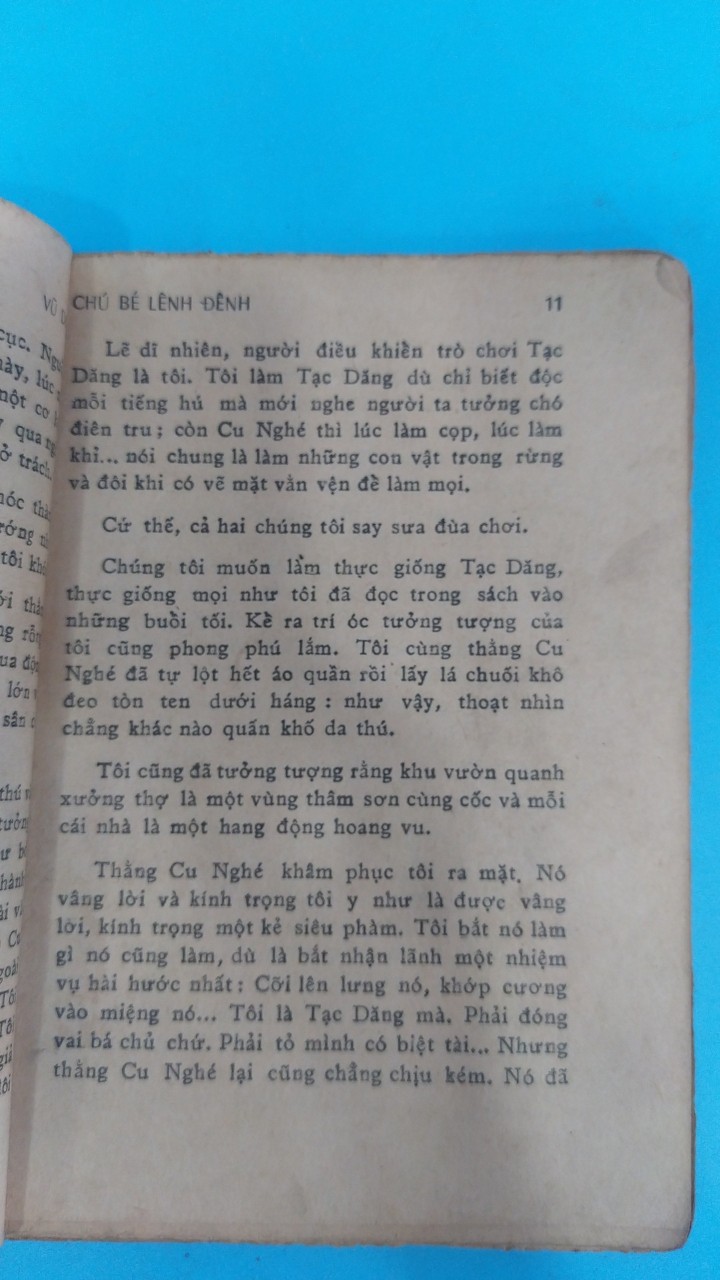 CHÚ BÉ LÊNH ĐÊNH 11
Lẽ dĩ nhiên, người điều khiển trò chơi Tạc
Dăng là tôi. Tôi làm Tạc Dăng dù chỉ biết độc
mỗi tiếng hú mà mới nghe người ta tưởng chó
điên tru; còn Cu Nghé thì lúc làm cọp, lúc làm
khỉ... nói chung là làm những con vật trong rừng
và đôi khi có vẽ mặt vằn vện để làm mọi.
Cứ thế, cả hai chúng tôi say sưa đùa chơi.
Chúng tôi muốn lầm thực giống Tạc Dăng,
thực giống mọi như tôi đã đọc trong sách vào
những buổi tối. Kể ra trí óc tưởng tượng của
tôi cũng phong phú lắm. Tôi cùng thằng Cu
Nghé đã tự lột hết áo quần rồi lấy lá chuối khô
đeo tòn ten dưới háng : như vậy, thoạt nhìn
chẳng khác nào quấn khố da thú.
Tôi cũng đã tưởng tượng rằng khu vườn quanh
xưởng thợ là một vùng thâm sơn cùng cốc và mỗi
cái nhà là một hang động hoang vu.
Thằng Cu Nghé khâm phục tôi ra mặt. Nó
vâng lời và kính trọng tôi y như là được vâng
lời, kính trọng một kẻ siêu phàm. Tôi bắt nó làm
gì nó cũng làm, dù là bắt nhận lãnh một nhiệm
vụ hài hước nhất : Cỡi lên lưng nó, khớp cương
vào miệng nó... Tôi là Tạc Dăng mà. Phải đóng
vai bá chủ chứ. Phải tỏ mình có biệt tài... Nhưng
thằng Cu Nghé lại cũng chẳng chịu kém. Nó đã